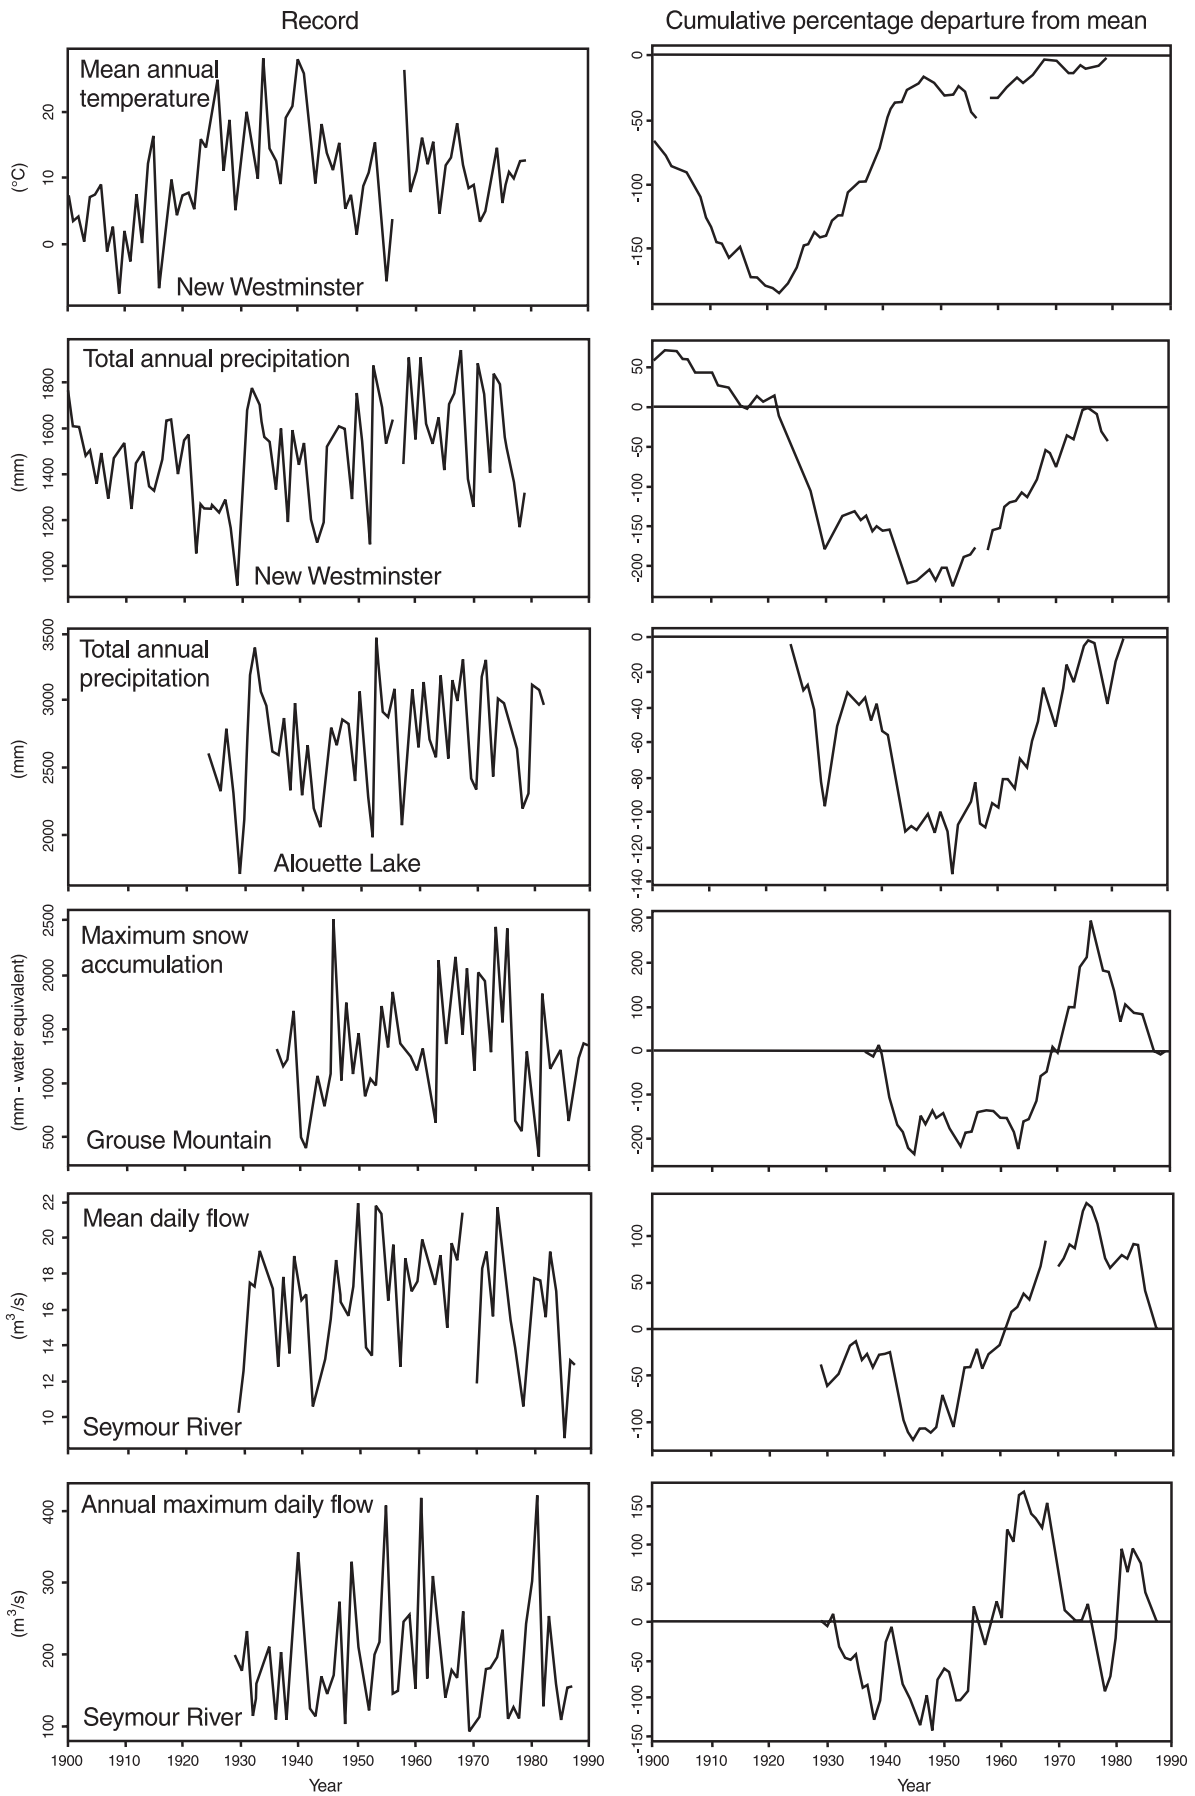 Record
Cumulative percentage departure from mean
Mean annual
temperature
New Westminster
(°C)
20
10
0
0
-50
-100
-150
Total annual precipitation
New Westminster
(mm)
1800
1600
1400
1200
1000
50
0
-50
-100
-150
-200
Total annual
precipitation
Alouette Lake
(mm)
3500
3000
2500
2000
0
-20
-40
-60
-80
-100
-120
-140
Maximum snow
accumulation
Grouse Mountain
(mm - water equivalent)
2500
2000
1500
1000
500
300
200
100
0
-100
-200
Mean daily flow
Seymour River
(m³/s)
22
20
18
16
14
12
10
100
50
0
-50
-100
Annual maximum daily flow
Seymour River
(m³/s)
400
300
200
100
150
100
50
0
-50
-100
-150
1900 1910 1920 1930 1940 1950 1960 1970 1980 1990
Year
1900 1910 1920 1930 1940 1950 1960 1970 1980 1990
Year